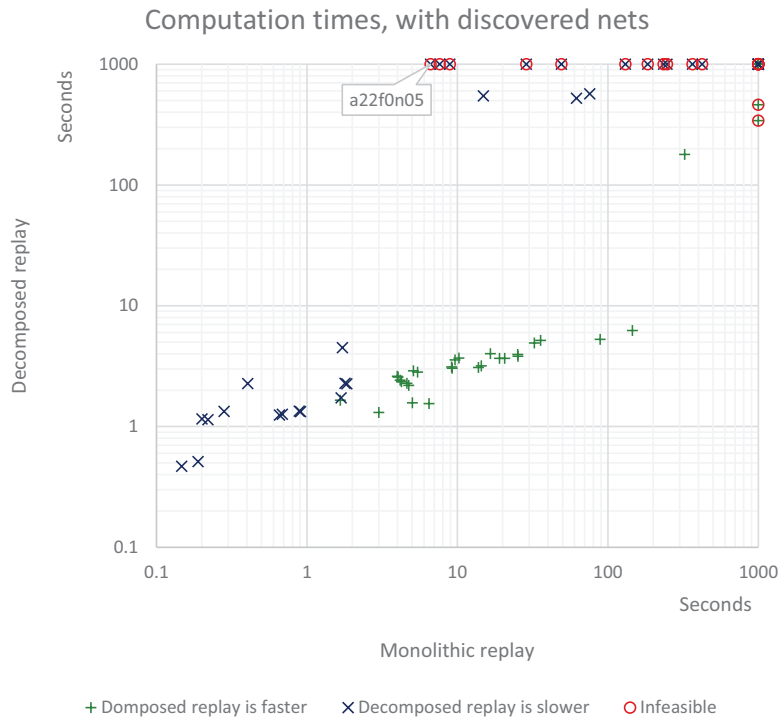 Computation times, with discovered nets
Seconds
Decomposed replay
1000
100
10
1
0.1
a22f0n05
0.1 1 10 100 1000
Seconds
Monolithic replay
Domposed replay is faster Decomposed replay is slower Infeasible